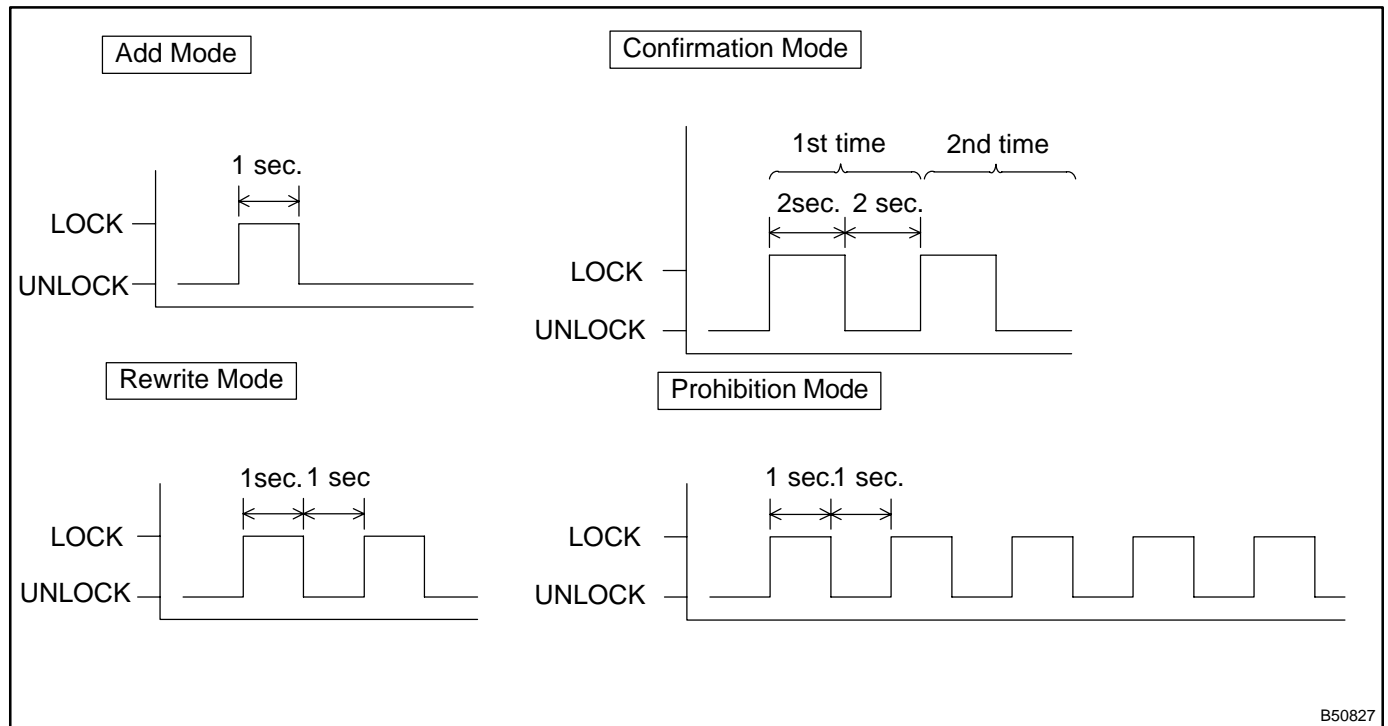 Add Mode
1 sec.
LOCK
UNLOCK
Confirmation Mode
1st time 2nd time
2sec. 2 sec.
LOCK
UNLOCK
Rewrite Mode
1sec. 1 sec
LOCK
UNLOCK
Prohibition Mode
1 sec. 1 sec.
LOCK
UNLOCK
B50827